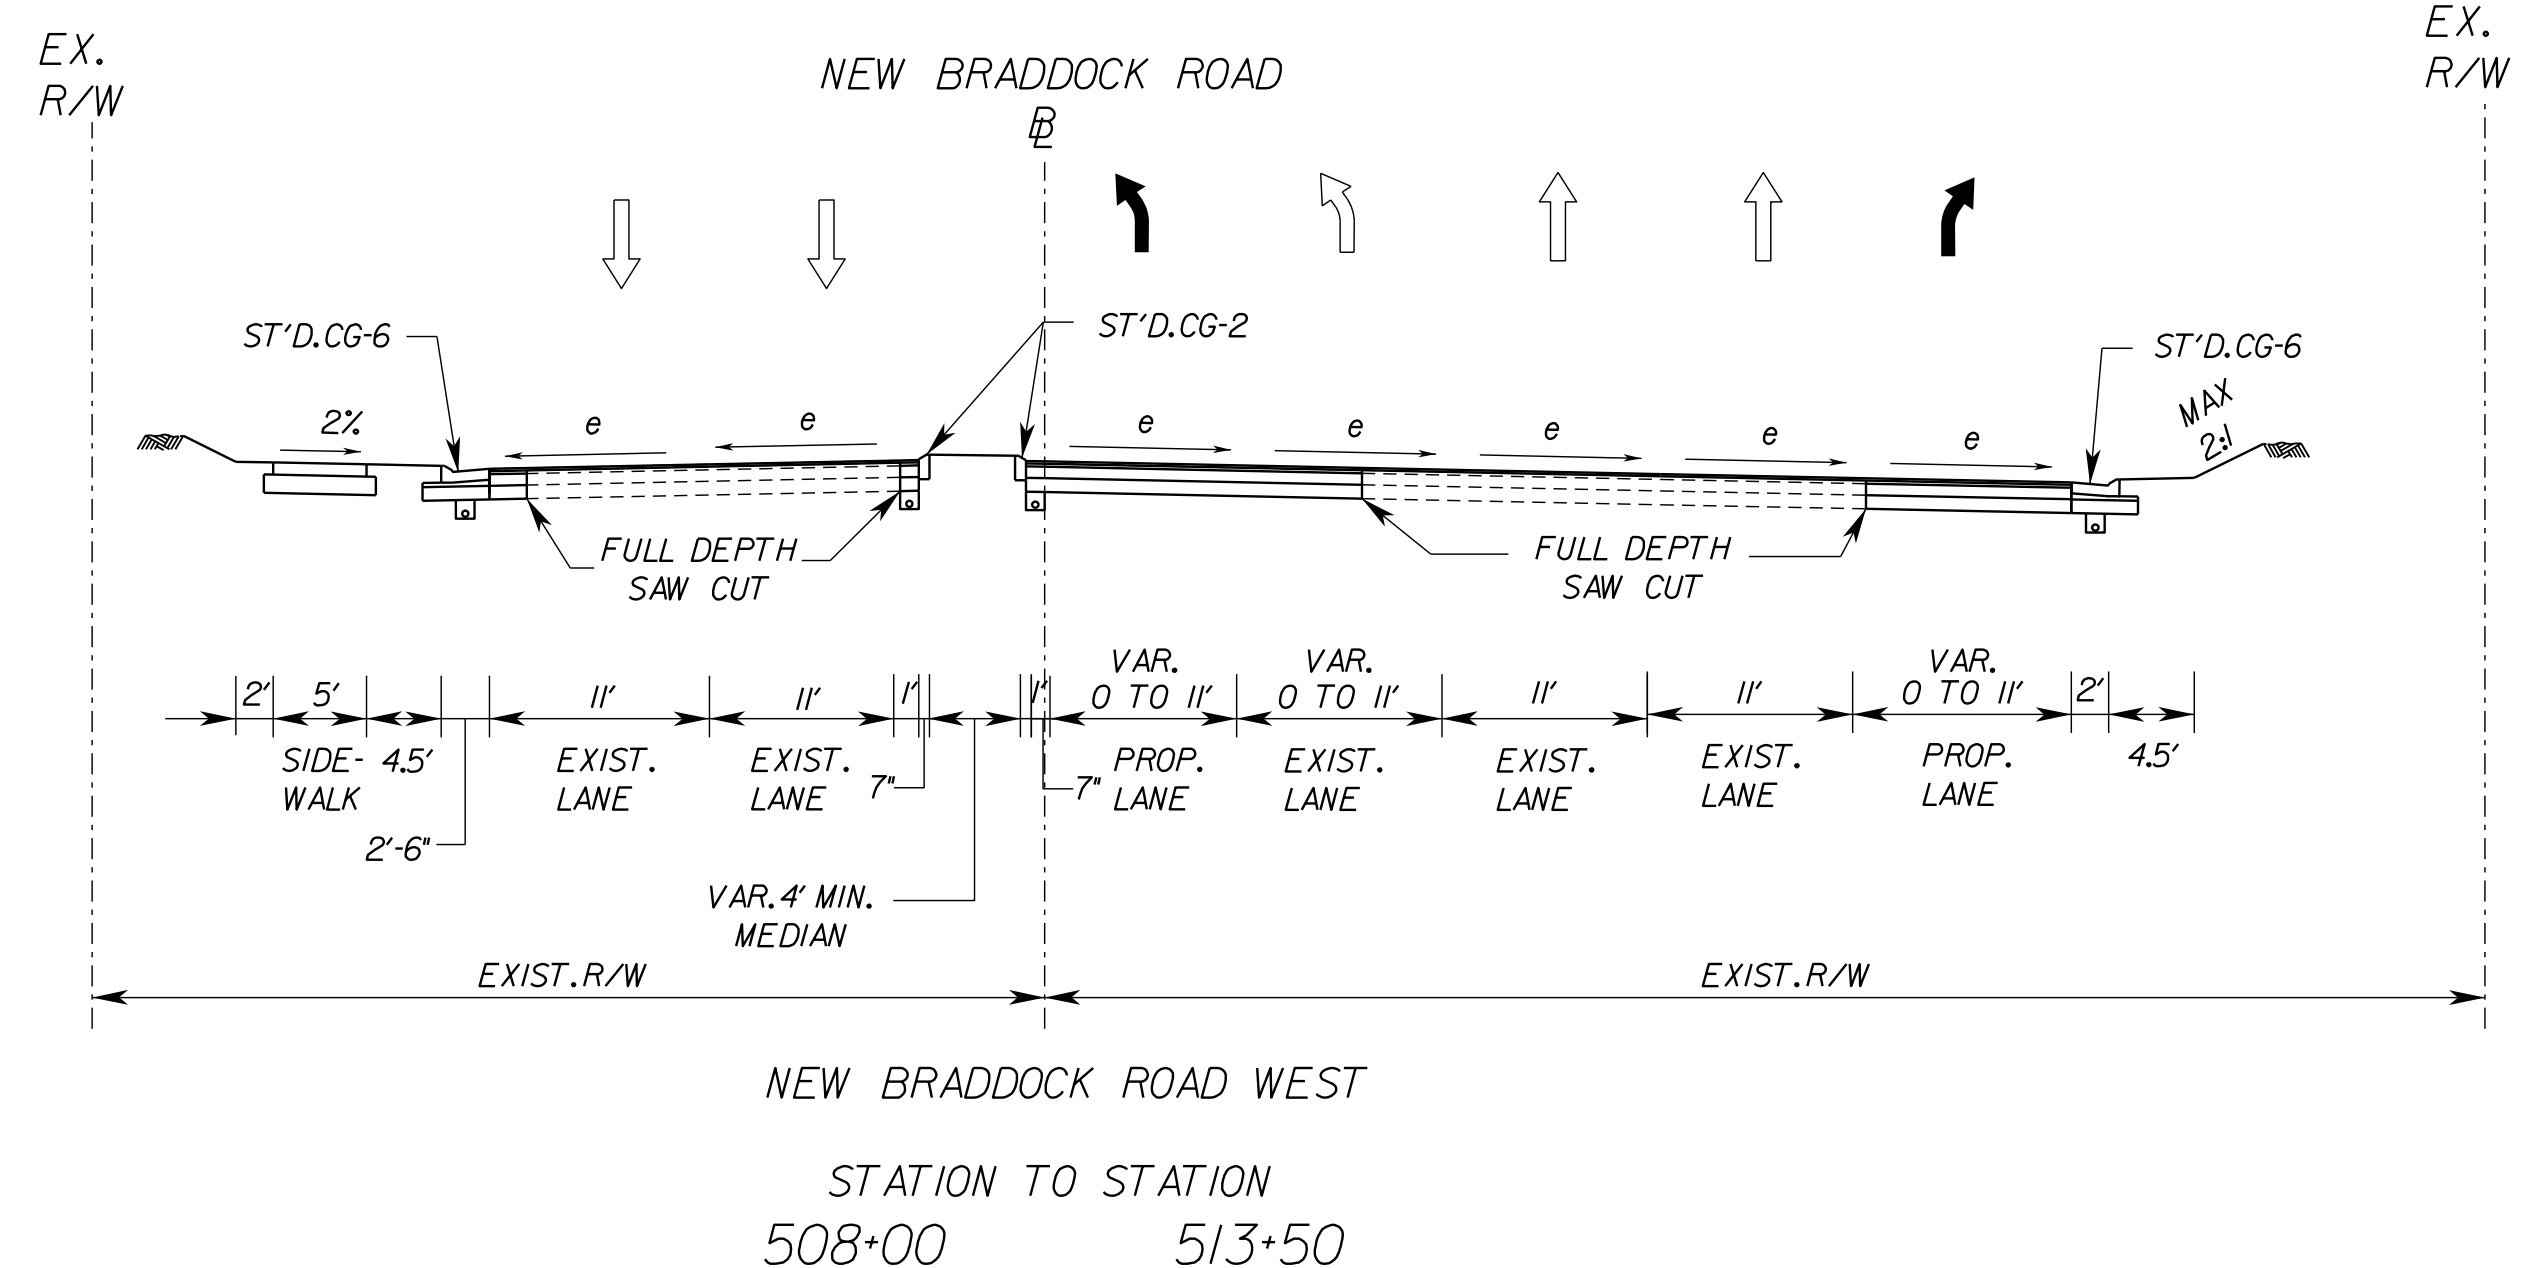 EX.
R/W
NEW BRADDOCK ROAD
BL
EX.
R/W
ST'D.CG-6
ST'D.CG-2
ST'D.CG-6
2%
e
e
e
e
e
e
e
MAX
2:1
FULL DEPTH
SAW CUT
FULL DEPTH
SAW CUT
2'
5'
11'
11'
1'
1'
VAR.
0 TO 11'
VAR.
0 TO 11'
11'
11'
VAR.
0 TO 11'
2'
SIDE-
WALK
4.5'
EXIST.
LANE
EXIST.
LANE
7"
7"
PROP.
LANE
EXIST.
LANE
EXIST.
LANE
EXIST.
LANE
PROP.
LANE
4.5'
2'-6"
VAR.4' MIN.
MEDIAN
EXIST.R/W
EXIST.R/W
NEW BRADDOCK ROAD WEST
STATION TO STATION
508+00 513+50